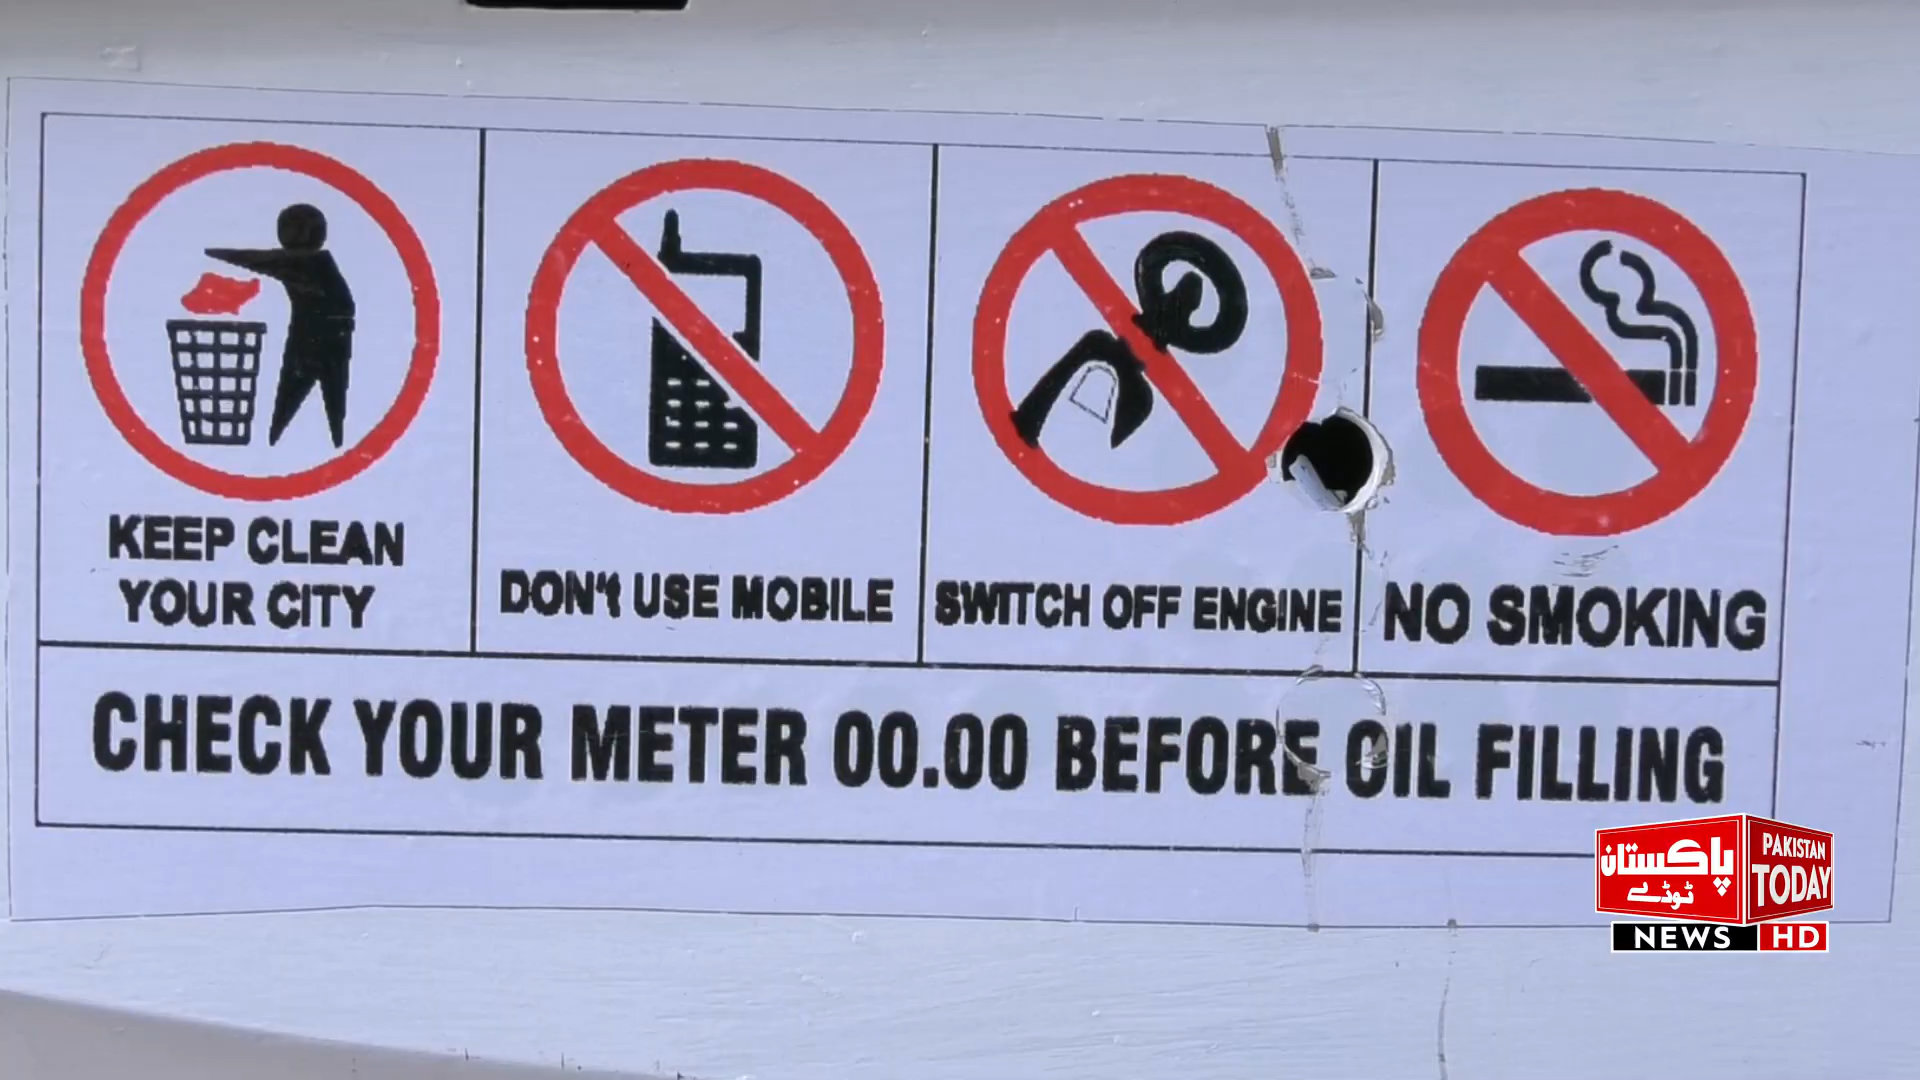 KEEP CLEAN
YOUR CITY
DON't USE MOBILE
SWITCH OFF ENGINE
NO SMOKING
CHECK YOUR METER 00.00 BEFORE OIL FILLING
پاکستان
ٹوڈے
PAKISTAN
TODAY
NEWS HD